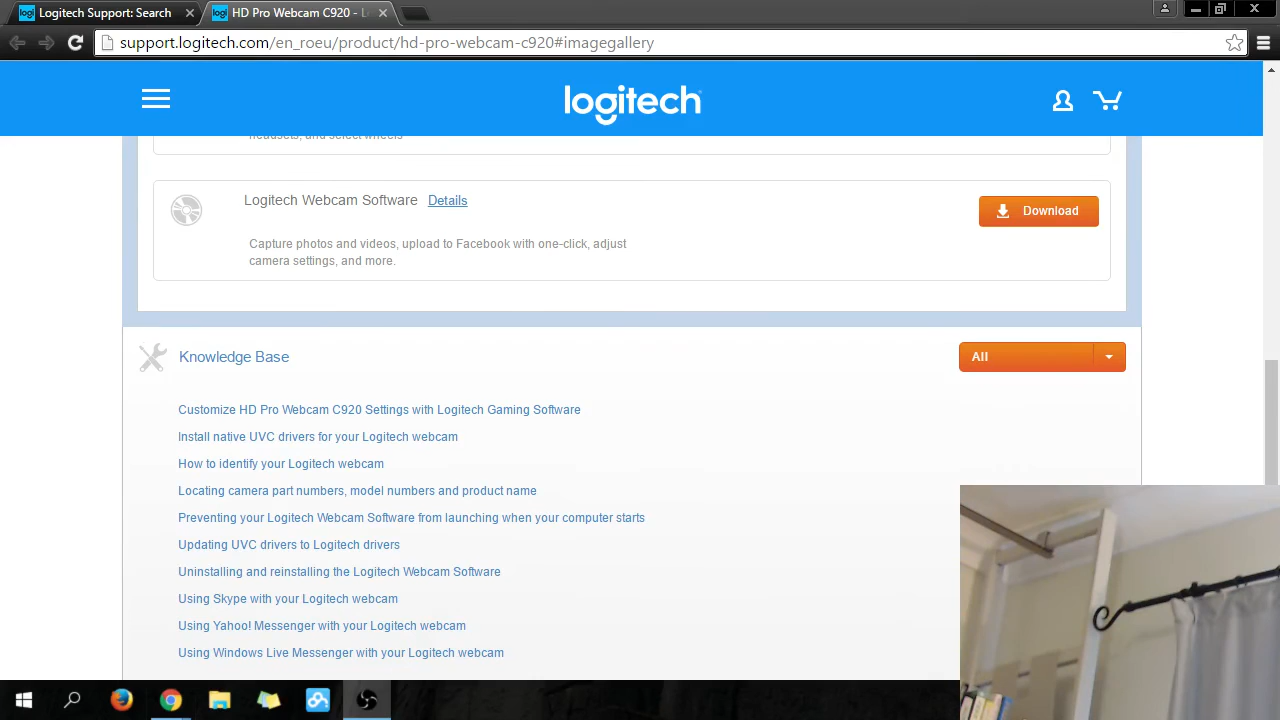 Logitech Support: Search
HD Pro Webcam C920 - Lo
support.logitech.com/en_roeu/product/hd-pro-webcam-c920#imagegallery
logitech
headsets, and select wheels
Logitech Webcam Software Details
Download
Capture photos and videos, upload to Facebook with one-click, adjust
camera settings, and more.
Knowledge Base
All
Customize HD Pro Webcam C920 Settings with Logitech Gaming Software
Install native UVC drivers for your Logitech webcam
How to identify your Logitech webcam
Locating camera part numbers, model numbers and product name
Preventing your Logitech Webcam Software from launching when your computer starts
Updating UVC drivers to Logitech drivers
Uninstalling and reinstalling the Logitech Webcam Software
Using Skype with your Logitech webcam
Using Yahoo! Messenger with your Logitech webcam
Using Windows Live Messenger with your Logitech webcam